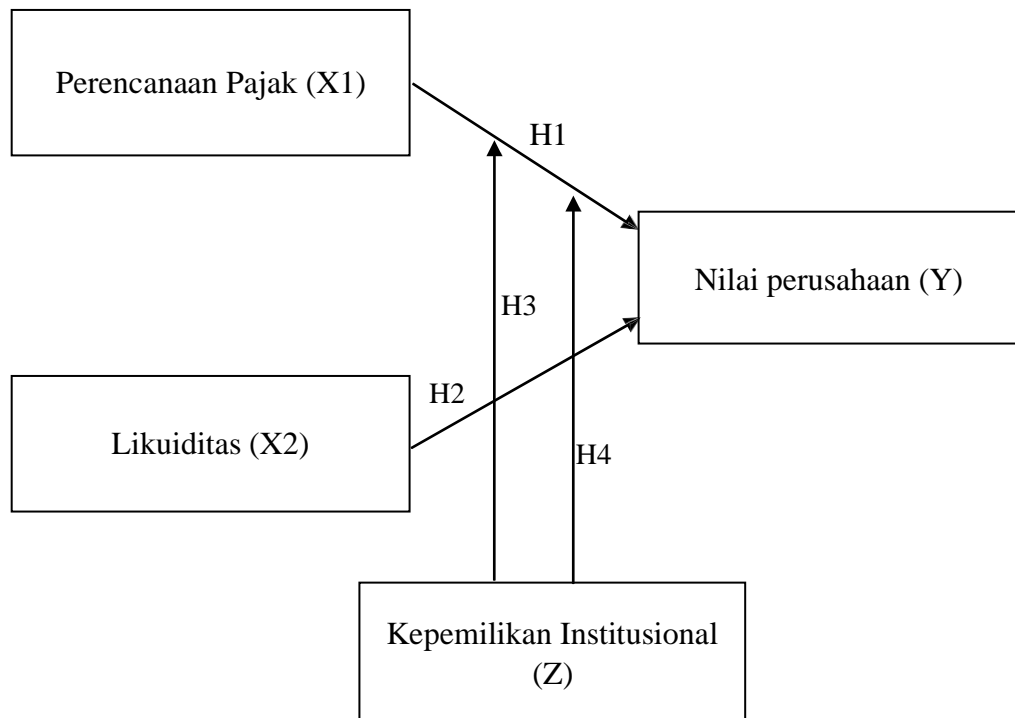 Perencanaan Pajak (X1)
H1
Nilai perusahaan (Y)
H3
H2
Likuiditas (X2)
H4
Kepemilikan Institusional
(Z)